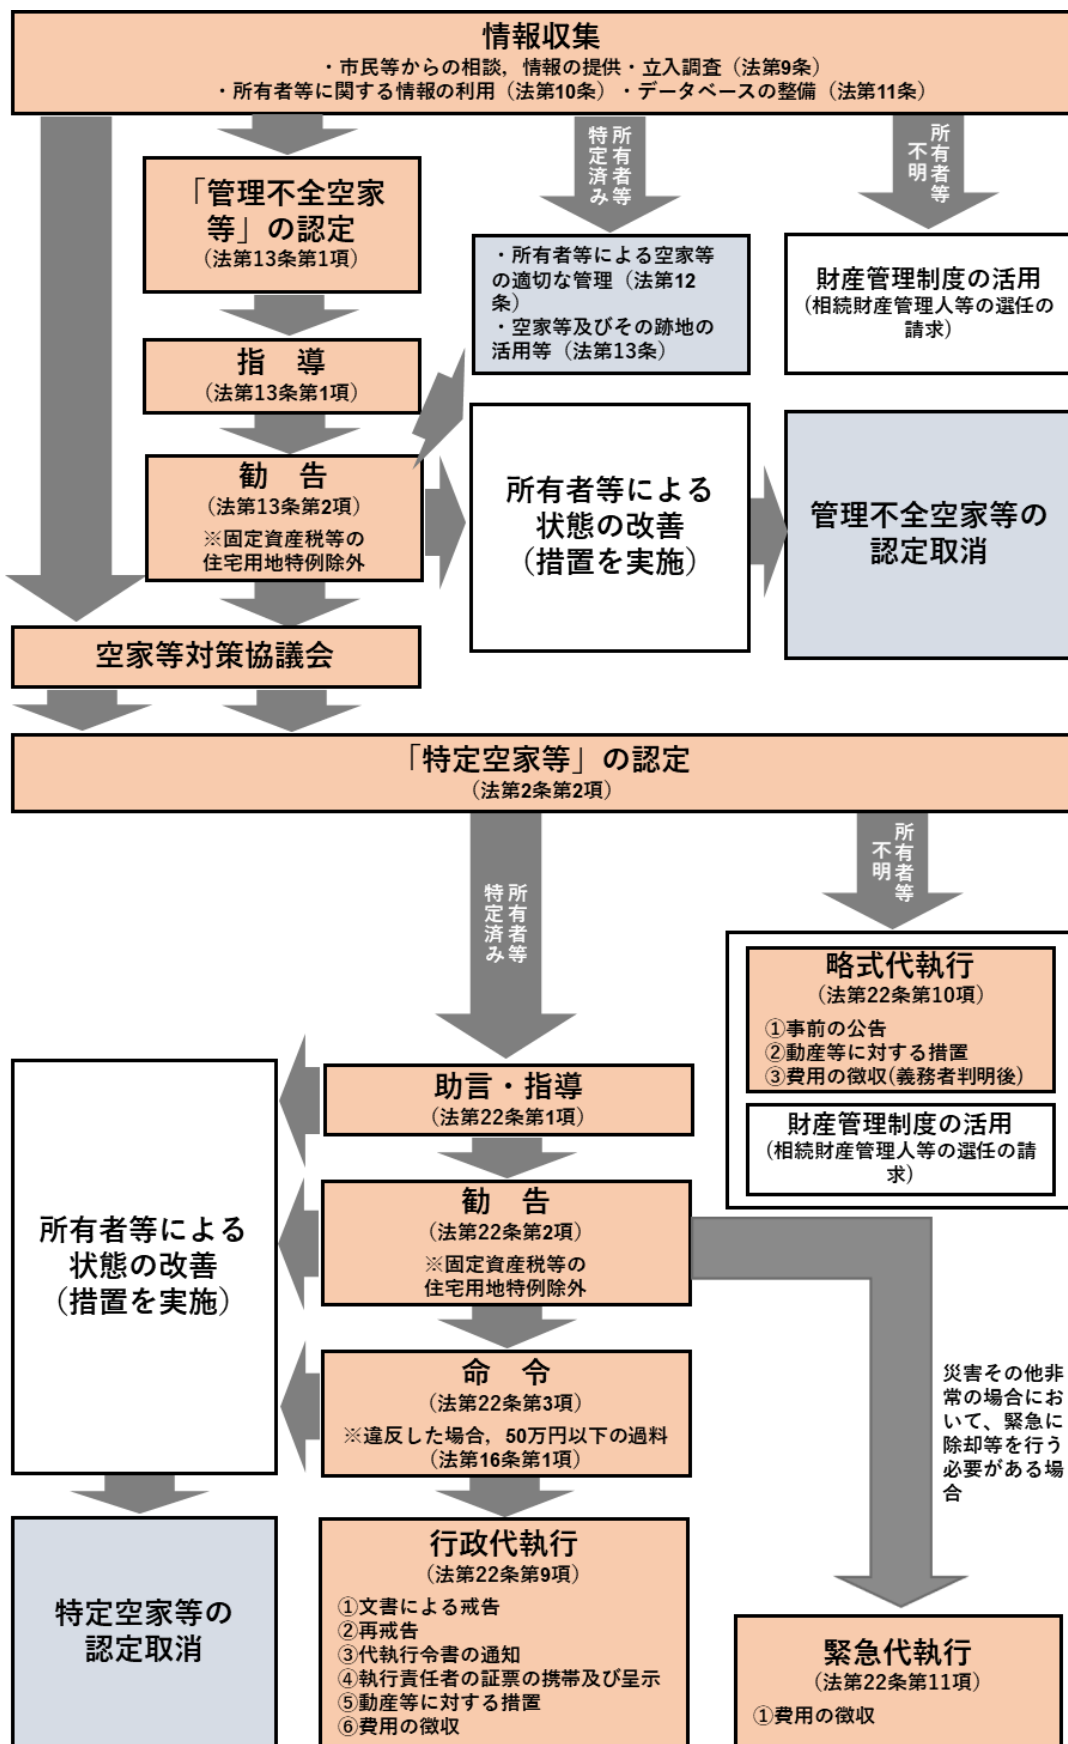 情報収集
・市民等からの相談，情報の提供・立入調査（法第9条）
・所有者等に関する情報の利用（法第10条）・データベースの整備（法第11条）
所有者等
特定済み
所有者等
不明
「管理不全空家
等」の認定
（法第13条第1項）
・所有者等による空家等
の適切な管理（法第12
条）
・空家等及びその跡地の
活用等（法第13条）
財産管理制度の活用
(相続財産管理人等の選任の
請求)
指　導
（法第13条第1項）
勧　告
（法第13条第2項）
※固定資産税等の
住宅用地特例除外
所有者等による
状態の改善
（措置を実施）
管理不全空家等の
認定取消
空家等対策協議会
「特定空家等」の認定
（法第2条第2項）
所有者等
特定済み
所有者等
不明
略式代執行
（法第22条第10項）
①事前の公告
②動産等に対する措置
③費用の徴収(義務者判明後)
財産管理制度の活用
(相続財産管理人等の選任の請
求)
助言・指導
（法第22条第1項）
勧　告
（法第22条第2項）
※固定資産税等の
住宅用地特例除外
所有者等による
状態の改善
（措置を実施）
命　令
（法第22条第3項）
※違反した場合，50万円以下の過料
（法第16条第1項）
災害その他非
常の場合にお
いて、緊急に
除却等を行う
必要がある場
合
特定空家等の
認定取消
行政代執行
（法第22条第9項）
①文書による戒告
②再戒告
③代執行令書の通知
④執行責任者の証票の携帯及び呈示
⑤動産等に対する措置
⑥費用の徴収
緊急代執行
（法第22条第11項）
①費用の徴収